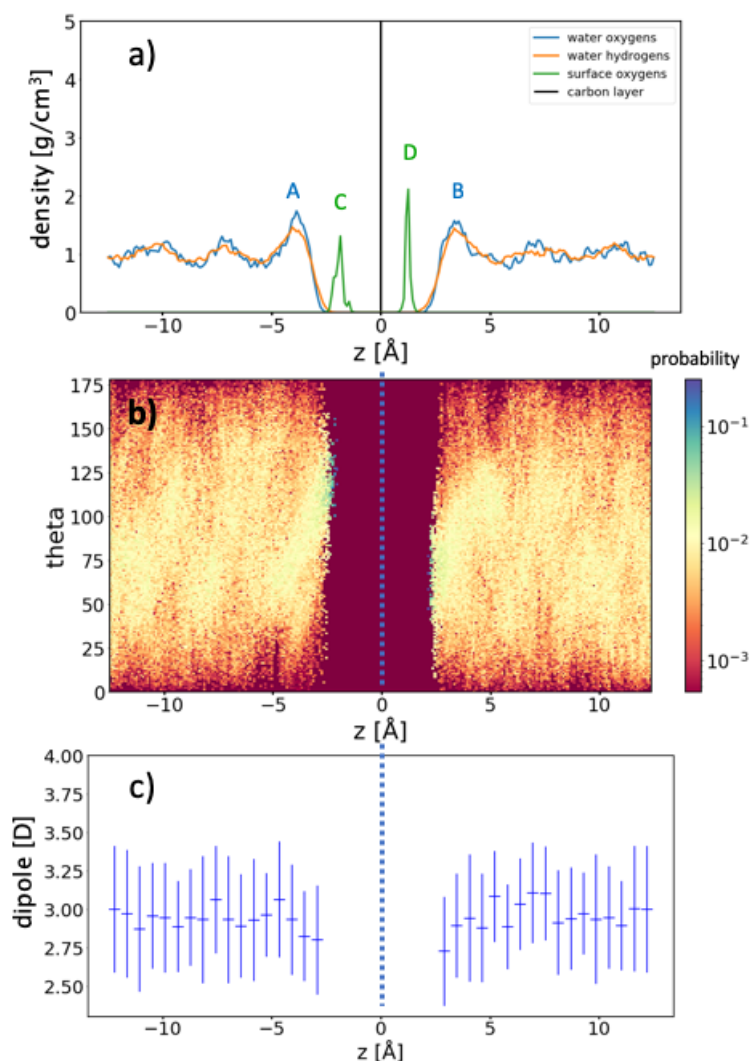 a)
water oxygens
water hydrogens
surface oxygens
carbon layer
A
C
D
B
density [g/cm³]
5
4
3
2
1
0
−10 −5 0 5 10
z [Å]
probability
b)
theta
175
150
125
100
75
50
25
0
10⁻¹
10⁻²
10⁻³
−10 −5 0 5 10
z [Å]
c)
dipole [D]
4.00
3.75
3.50
3.25
3.00
2.75
2.50
−10 −5 0 5 10
z [Å]